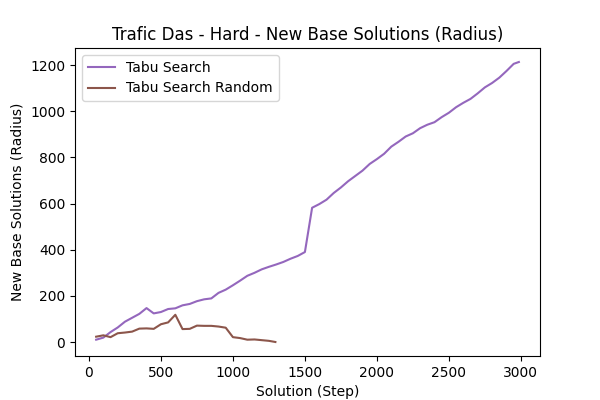 Trafic Das - Hard - New Base Solutions (Radius)
Tabu Search
Tabu Search Random
New Base Solutions (Radius)
1200
1000
800
600
400
200
0
0 500 1000 1500 2000 2500 3000
Solution (Step)